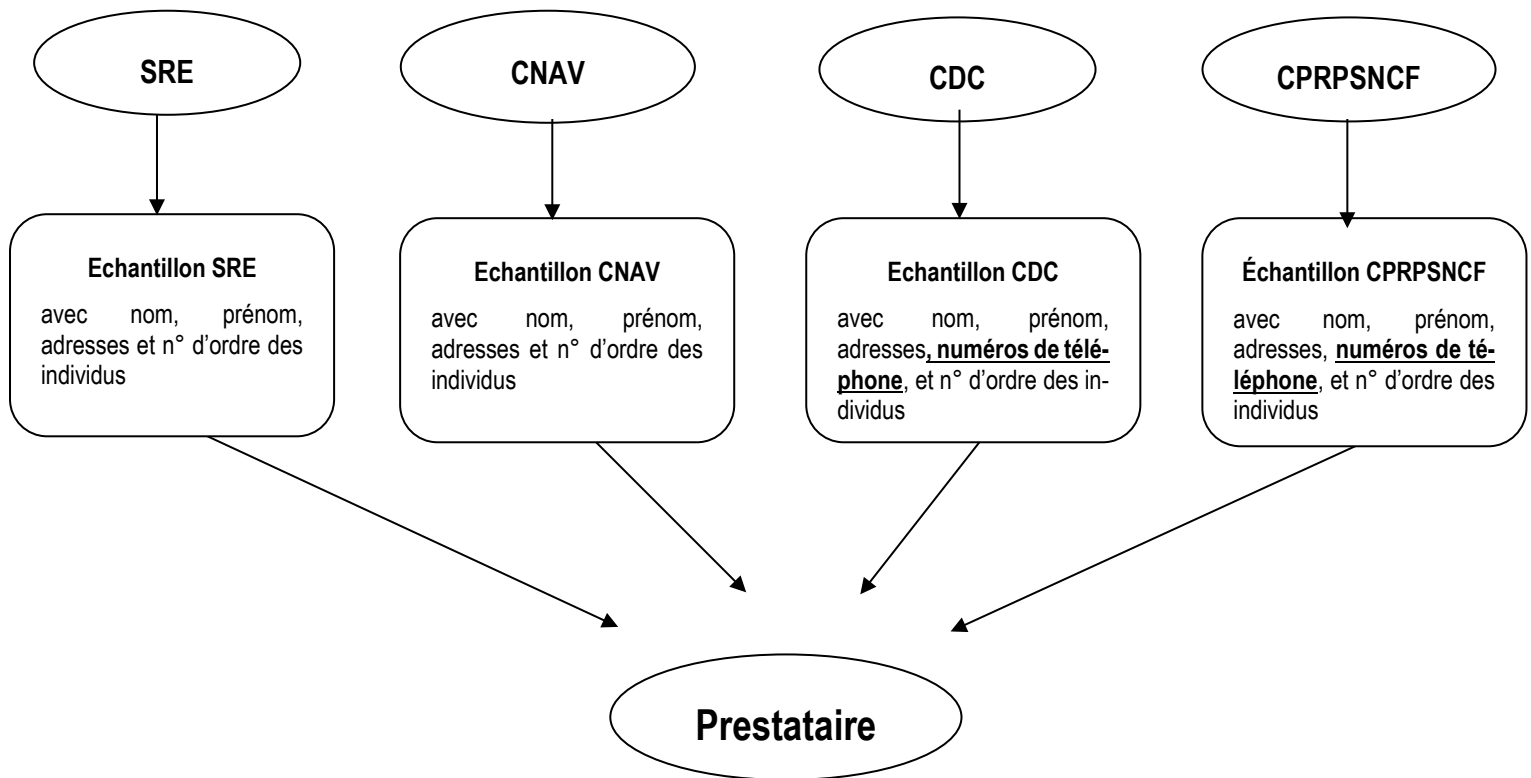 SRE
CNAV
CDC
CPRPSNCF
Echantillon SRE
avec nom, prénom,
adresses et n° d'ordre des
individus
Echantillon CNAV
avec nom, prénom,
adresses et n° d'ordre des
individus
Echantillon CDC
avec nom, prénom,
adresses, numéros de télé-
phone, et n° d'ordre des in-
dividus
Échantillon CPRPSNCF
avec nom, prénom,
adresses, numéros de té-
léphone, et n° d'ordre des
individus
Prestataire